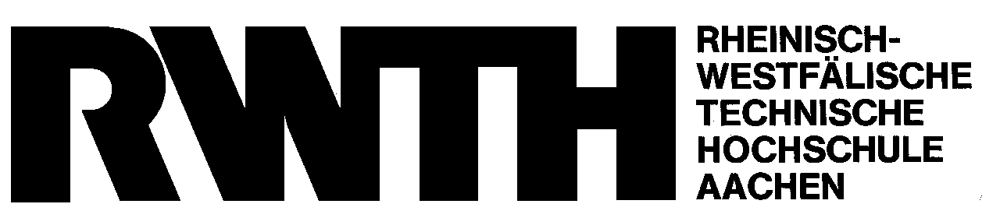 RWTH
RHEINISCH-
WESTFÄLISCHE
TECHNISCHE
HOCHSCHULE
AACHEN